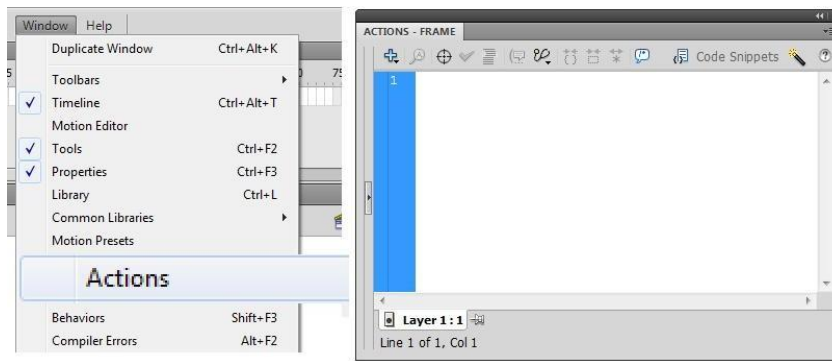 Window Help
Duplicate Window Ctrl+Alt+K
Toolbars
Timeline Ctrl+Alt+T
Motion Editor
Tools Ctrl+F2
Properties Ctrl+F3
Library Ctrl+L
Common Libraries
Motion Presets
Actions
Behaviors Shift+F3
Compiler Errors Alt+F2
5
75
ACTIONS - FRAME
Code Snippets
1
Layer 1:1
Line 1 of 1, Col 1